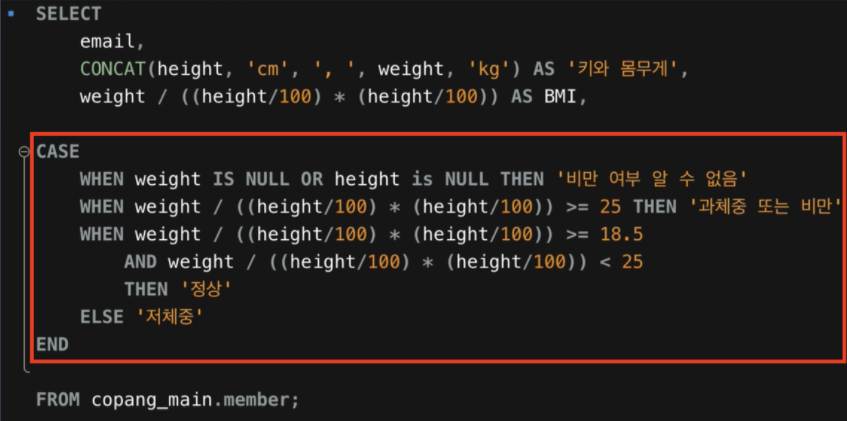 SELECT
email,
CONCAT(height, 'cm', ', ', weight, 'kg') AS '키와 몸무게',
weight / ((height/100) * (height/100)) AS BMI,
CASE
WHEN weight IS NULL OR height is NULL THEN '비만 여부 알 수 없음'
WHEN weight / ((height/100) * (height/100)) >= 25 THEN '과체중 또는 비만'
WHEN weight / ((height/100) * (height/100)) >= 18.5
AND weight / ((height/100) * (height/100)) < 25
THEN '정상'
ELSE '저체중'
END
FROM copang_main.member;